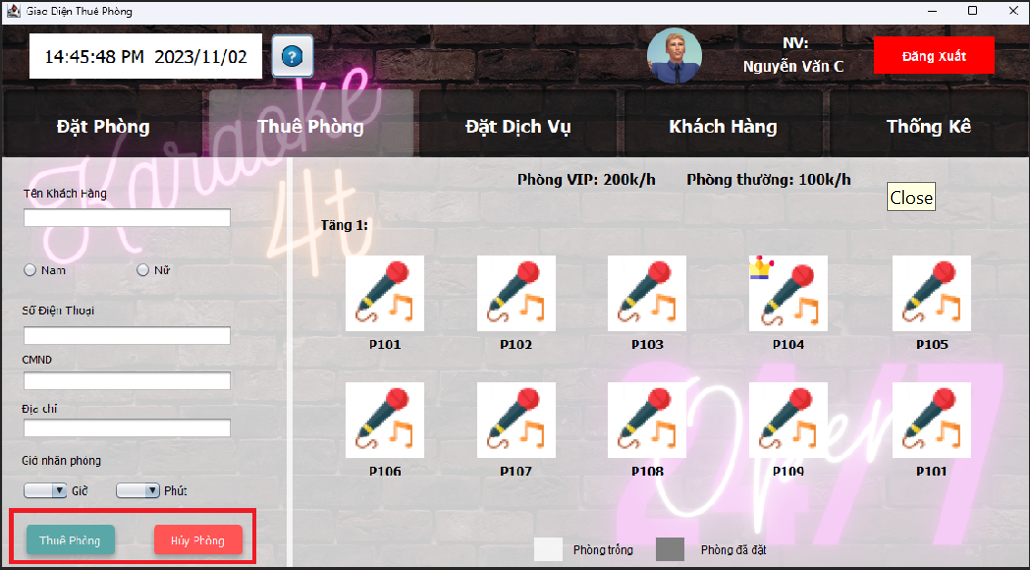 Giao Diện Thuê Phòng
14:45:48 PM 2023/11/02
?
NV:
Nguyễn Văn C
Đăng Xuất
Đặt Phòng
Thuê Phòng
Đặt Dịch Vụ
Khách Hàng
Thống Kê
Karaoke
4t
Tên Khách Hàng
Nam
Nữ
Số Điện Thoại
CMND
Địa chỉ
Giờ nhận phòng
Giờ
Phút
Thuê Phòng
Hủy Phòng
Phòng VIP: 200k/h
Phòng thường: 100k/h
Close
Tầng 1:
P101
P102
P103
P104
P105
P106
P107
P108
P109
P101
Open
24/7
Phòng trống
Phòng đã đặt